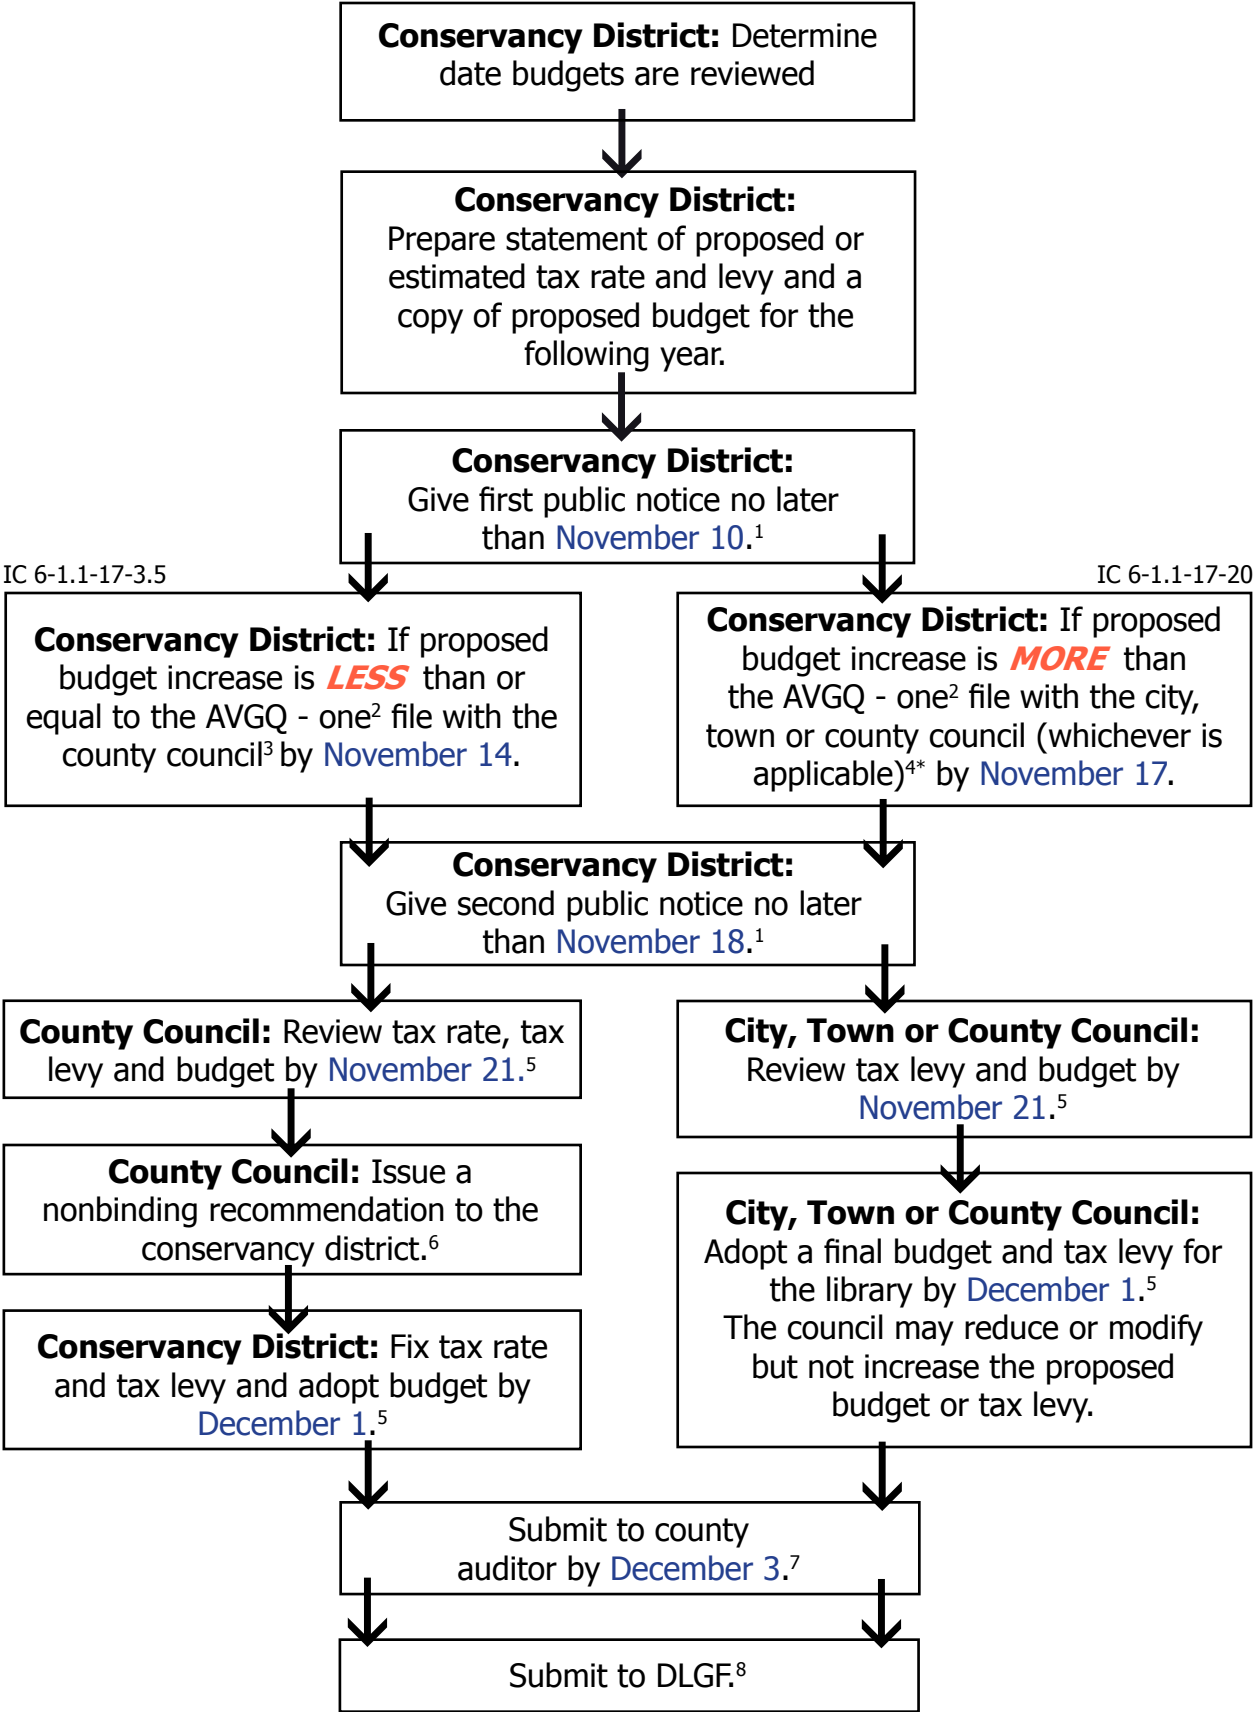 Conservancy District: Determine
date budgets are reviewed
Conservancy District:
Prepare statement of proposed or
estimated tax rate and levy and a
copy of proposed budget for the
following year.
Conservancy District:
Give first public notice no later
than November 10.¹
IC 6-1.1-17-3.5
Conservancy District: If proposed
budget increase is LESS than or
equal to the AVGQ - one² file with the
county council³ by November 14.
IC 6-1.1-17-20
Conservancy District: If proposed
budget increase is MORE than
the AVGQ - one² file with the city,
town or county council (whichever is
applicable)⁴* by November 17.
Conservancy District:
Give second public notice no later
than November 18.¹
County Council: Review tax rate, tax
levy and budget by November 21.⁵
County Council: Issue a
nonbinding recommendation to the
conservancy district.⁶
Conservancy District: Fix tax rate
and tax levy and adopt budget by
December 1.⁵
City, Town or County Council:
Review tax levy and budget by
November 21.⁵
City, Town or County Council:
Adopt a final budget and tax levy for
the library by December 1.⁵
The council may reduce or modify
but not increase the proposed
budget or tax levy.
Submit to county
auditor by December 3.⁷
Submit to DLGF.⁸